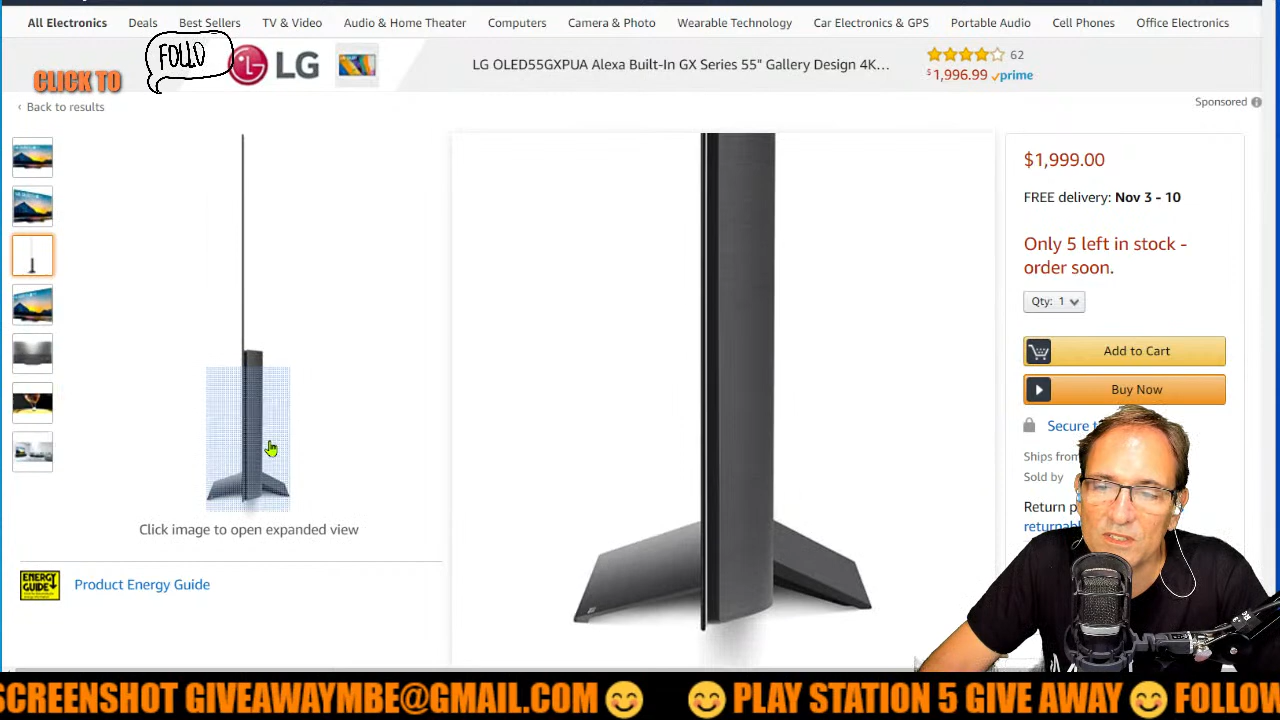 All Electronics Deals Best Sellers TV & Video Audio & Home Theater Computers Camera & Photo Wearable Technology Car Electronics & GPS Portable Audio Cell Phones Office Electronics
CLICK TO
FOLLO
LG
LG OLED55GXPUA Alexa Built-In GX Series 55" Gallery Design 4K…
62
$1,996.99 prime
‹ Back to results
Sponsored
$1,999.00
FREE delivery: Nov 3 - 10
Only 5 left in stock -
order soon.
Qty: 1
Add to Cart
Buy Now
Secure
Ships from
Sold by
Return
Click image to open expanded view
ENERGY
GUIDE
Product Energy Guide
SCREENSHOT GIVEAWAYMBE@GMAIL.COM 😊 😊 PLAY STATION 5 GIVE AWAY 😊 FOLLOW